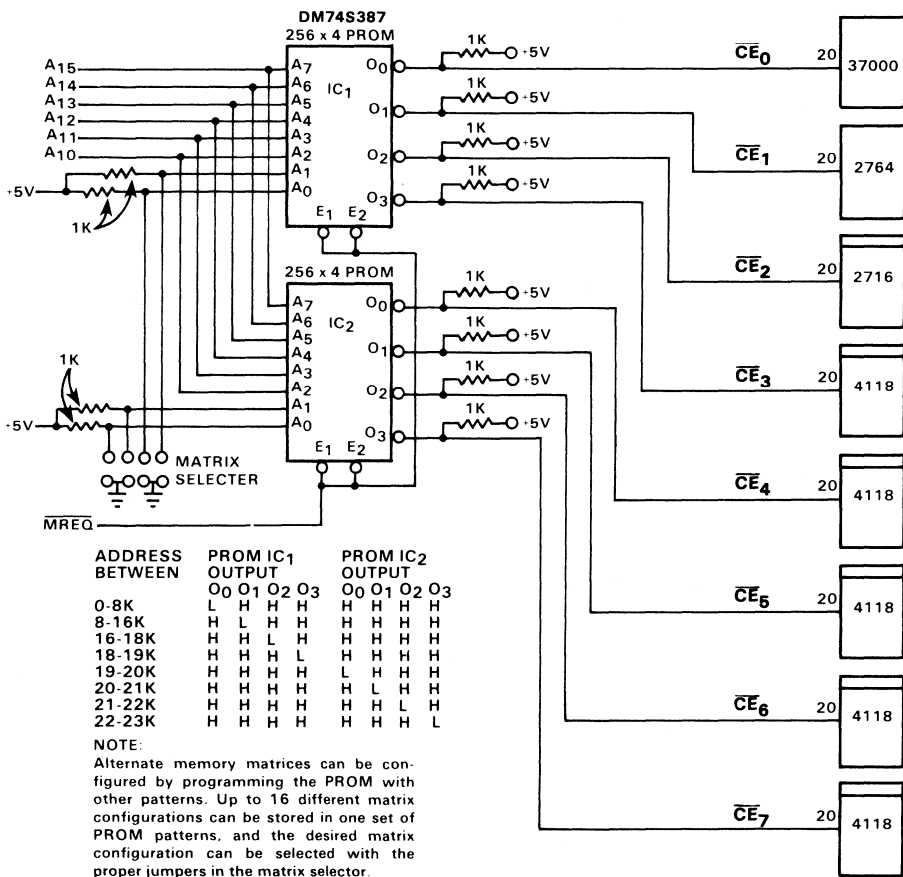 DM74S387
256 x 4 PROM
A15
A14
A13
A12
A11
A10
+5V
1K
A7
A6
A5
A4
A3
A2
A1
A0
IC1
E1 E2
O0
O1
O2
O3
1K
+5V
1K
+5V
1K
+5V
1K
+5V
CE0
20
37000
CE1
20
2764
CE2
20
2716
CE3
20
4118
256 x 4 PROM
A7
A6
A5
A4
A3
A2
A1
A0
IC2
E1 E2
O0
O1
O2
O3
1K
+5V
1K
+5V
1K
+5V
1K
+5V
1K
+5V
MATRIX
SELECTER
MREQ
CE4
20
4118
CE5
20
4118
CE6
20
4118
CE7
20
4118
ADDRESS PROM IC1 PROM IC2
BETWEEN OUTPUT OUTPUT
O0 O1 O2 O3 O0 O1 O2 O3
0-8K L H H H H H H H
8-16K H L H H H H H H
16-18K H H L H H H H H
18-19K H H H L H H H H
19-20K H H H H L H H H
20-21K H H H H H L H H
21-22K H H H H H H L H
22-23K H H H H H H H L
NOTE:
Alternate memory matrices can be con-
figured by programming the PROM with
other patterns. Up to 16 different matrix
configurations can be stored in one set of
PROM patterns, and the desired matrix
configuration can be selected with the
proper jumpers in the matrix selector.